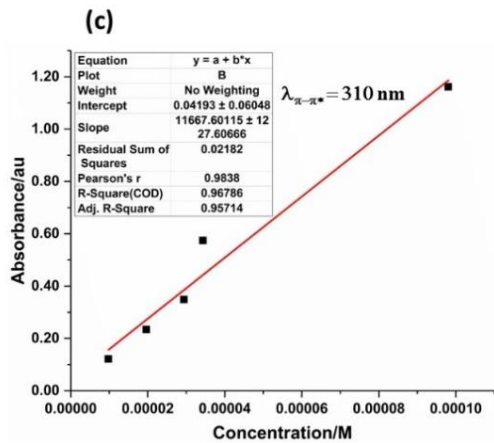 (c)
Equation y = a + b*x
Plot B
Weight No Weighting
Intercept 0.04193 ± 0.06048
Slope 11667.60115 ± 12
27.60666
Residual Sum of
Squares 0.02182
Pearson's r 0.9838
R-Square(COD) 0.96786
Adj. R-Square 0.95714
λπ–π* = 310 nm
1.20
1.00
0.80
0.60
0.40
0.20
0.00
Absorbance/au
0.00000 0.00002 0.00004 0.00006 0.00008 0.00010
Concentration/M